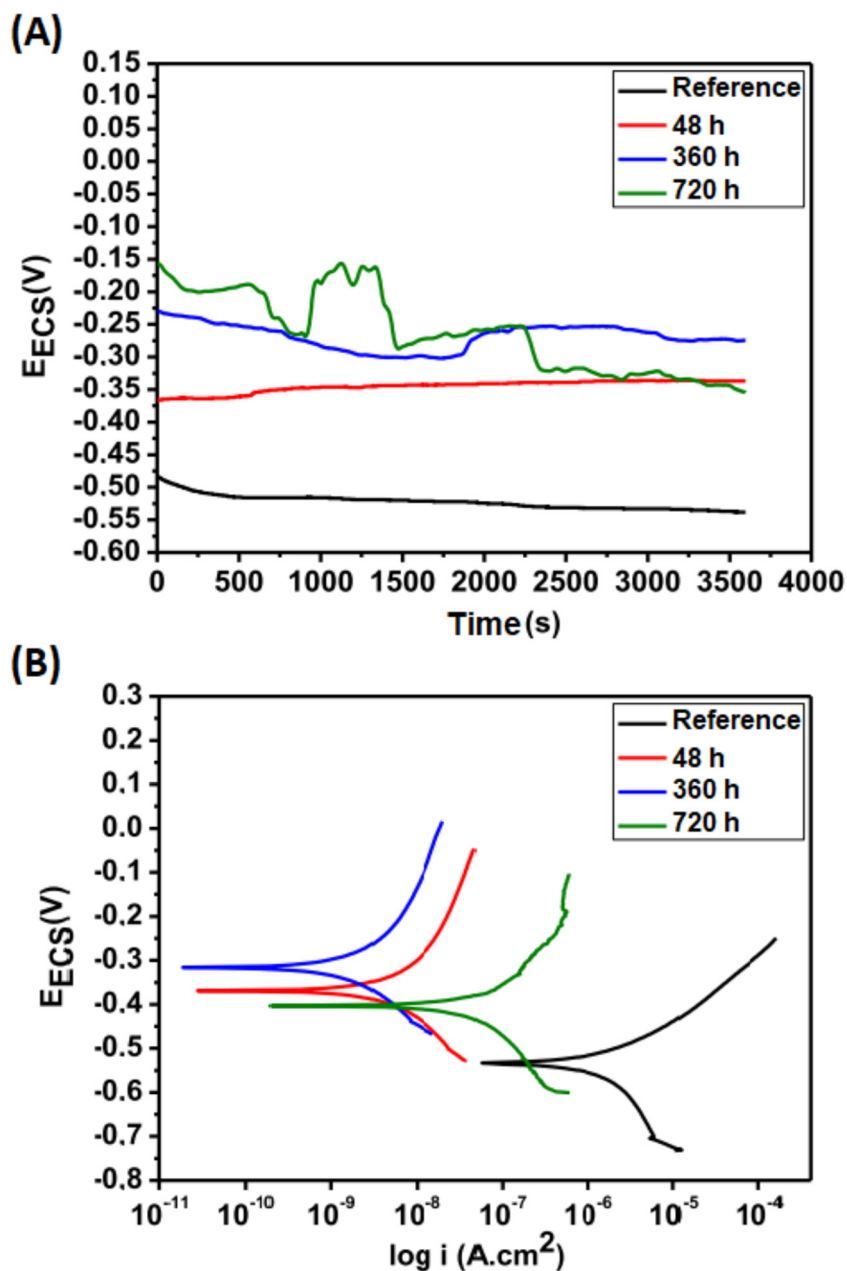 (A)
0.15
0.10
0.05
0.00
-0.05
-0.10
-0.15
-0.20
-0.25
-0.30
-0.35
-0.40
-0.45
-0.50
-0.55
-0.60
E_ECS(V)
Reference
48 h
360 h
720 h
0 500 1000 1500 2000 2500 3000 3500 4000
Time (s)
(B)
0.3
0.2
0.1
0.0
-0.1
-0.2
-0.3
-0.4
-0.5
-0.6
-0.7
-0.8
E_ECS(V)
Reference
48 h
360 h
720 h
10⁻¹¹ 10⁻¹⁰ 10⁻⁹ 10⁻⁸ 10⁻⁷ 10⁻⁶ 10⁻⁵ 10⁻⁴
log i (A.cm²)